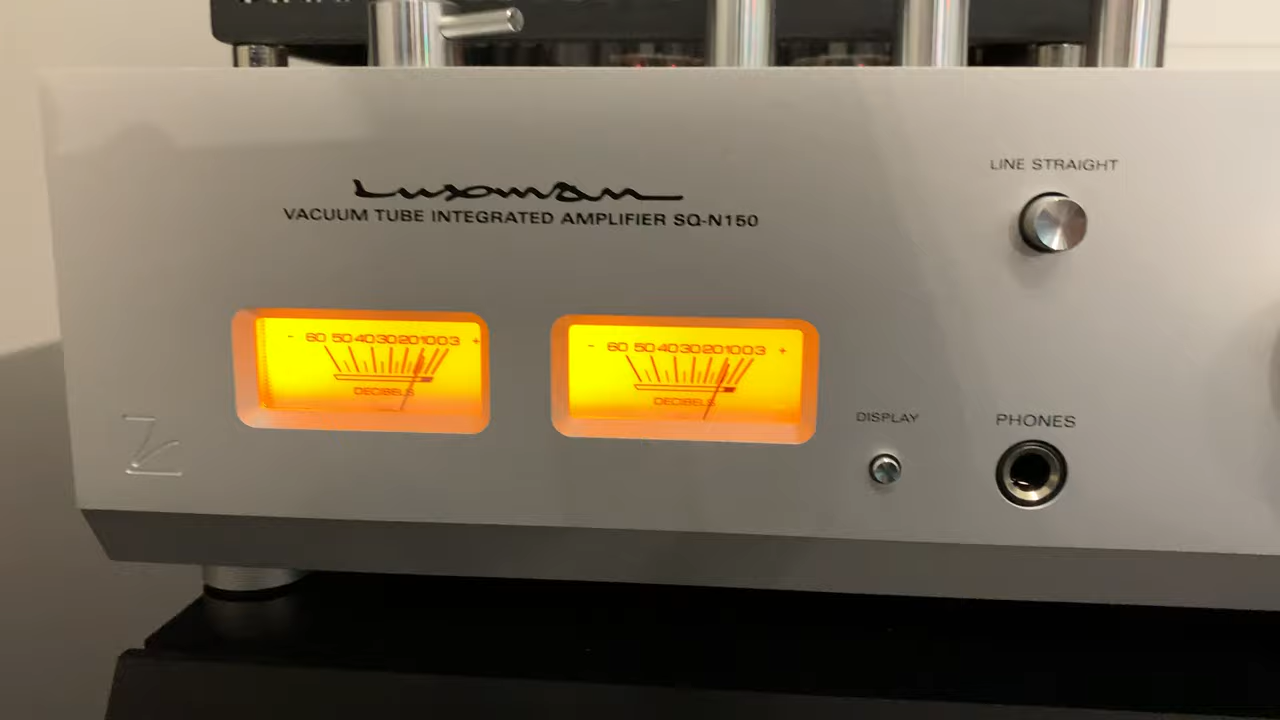 LUXMAN
VACUUM TUBE INTEGRATED AMPLIFIER SQ-N150
LINE STRAIGHT
- 60 50 40 30 20 10 0 3 +
DECIBELS
- 60 50 40 30 20 10 0 3 +
DECIBELS
DISPLAY
PHONES